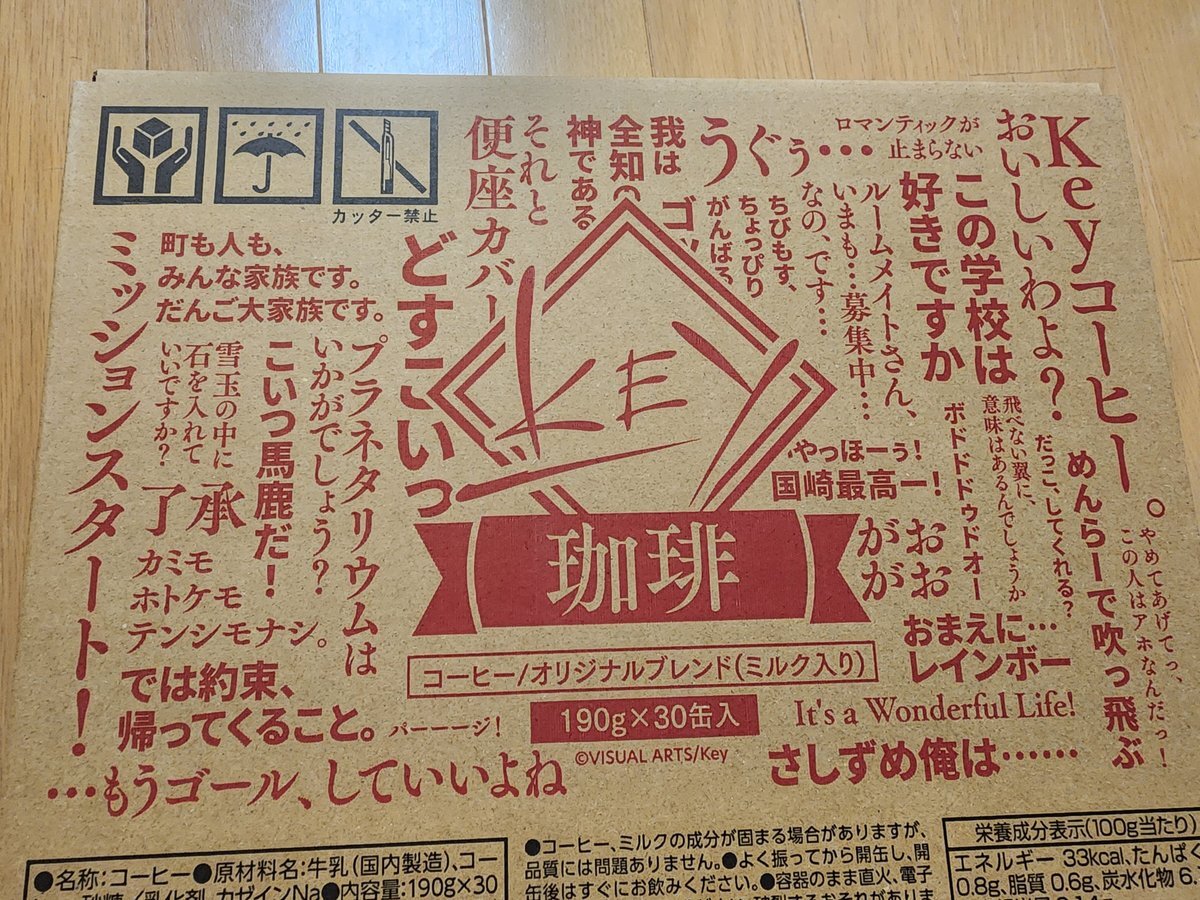 カッター禁止
Keyコーヒー。
おいしいわよ?
ロマンティックが
止まらない
この学校は
好きですか
うぐぅ…
ルームメイトさん、
いまも…募集中…
なのです…
我は
全知の
神である
ゴッ
ちびもす、
ちょっぴり
がんばる
それと
便座カバー
どすこいっ
町も人も、
みんな家族です。
だんご大家族です。
ミッションスタート!
プラネタリウムは
いかがでしょう?
こいつ馬鹿だ!
雪玉の中に
石を入れて
いいですか?
了承
カミモ
ホトケモ
テンシモナシ。
では約束、
帰ってくること。
パーーージ!
…もうゴール、していいよね
KEY
珈琲
コーヒー/オリジナルブレンド(ミルク入り)
190g×30缶入
©VISUAL ARTS/Key
やっほーぅ!
国崎最高ー!
飛べない翼に、
意味はあるんでしょうか
ボドドドドゥドオー
だっこ、してくれる?
めんらーで吹っ飛ぶ
やめてあげてっ、
この人はアホなんだっ!
がお
がお
おまえに…
レインボー
It's a Wonderful Life!
さしずめ俺は……
●名称:コーヒー●原材料名:牛乳(国内製造)、コー
砂糖/乳化剤、カゼインNa●内容量:190g×30
●コーヒー、ミルクの成分が固まる場合がありますが、
品質には問題ありません。●よく振ってから開缶し、開
缶後はすぐにお飲みください。●容器のまま直火、電子
栄養成分表示(100g当たり)
エネルギー 33kcal、たんぱく
0.8g、脂質 0.6g、炭水化物 6.